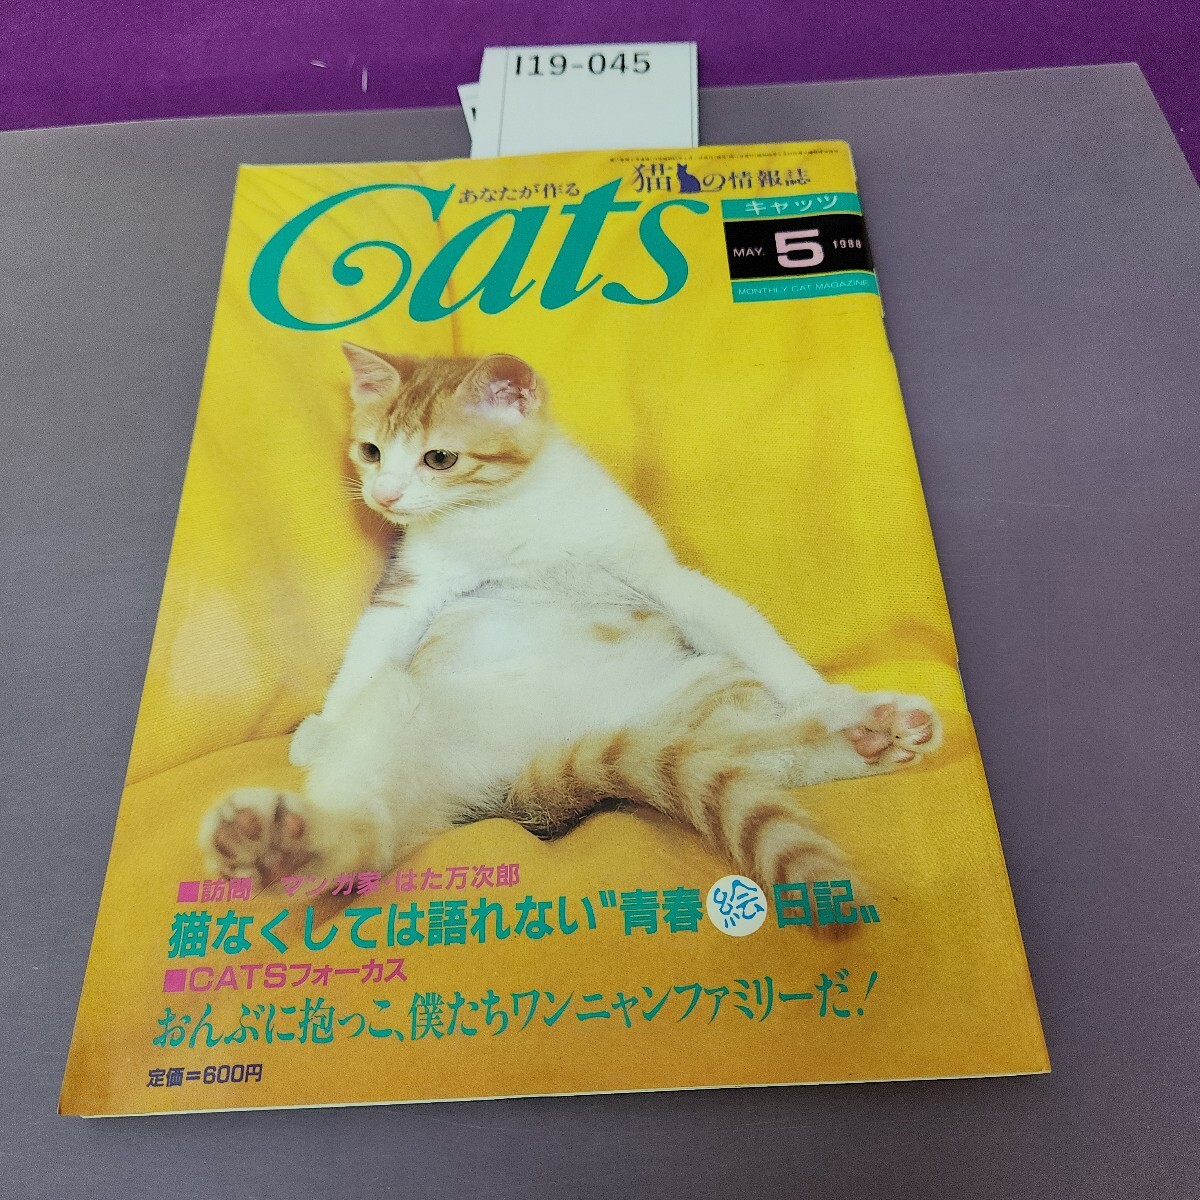 I19-045
あなたが作る
猫の情報誌
Cats
キャッツ
MAY. 5 1988
MONTHLY CAT MAGAZINE
■訪問/マンガ家・はた万次郎
猫なくしては語れない〝青春絵日記〟
■CATSフォーカス
おんぶに抱っこ、僕たちワンニャンファミリーだ!
定価=600円